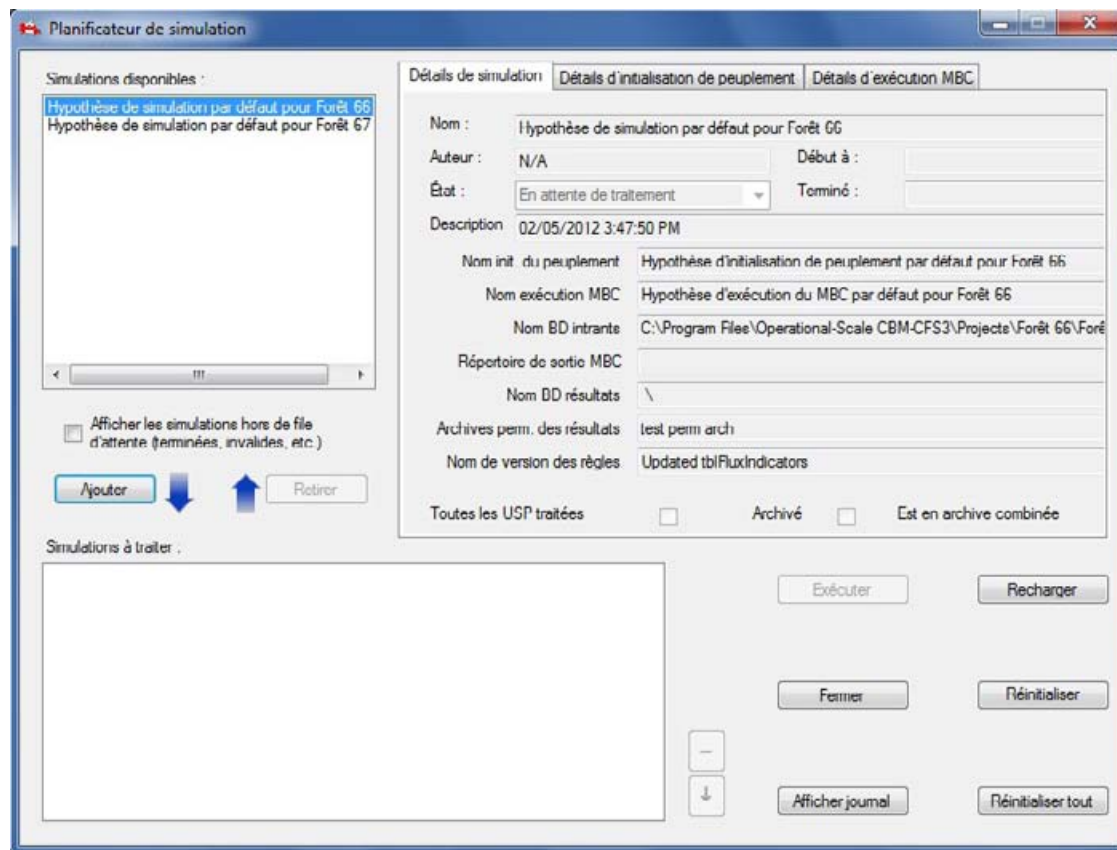 Planificateur de simulation
Simulations disponibles :
Hypothèse de simulation par défaut pour Forêt 66
Hypothèse de simulation par défaut pour Forêt 67
Afficher les simulations hors de file
d'attente (terminées, invalides, etc.)
Ajouter
Retirer
Détails de simulation
Détails d'initialisation de peuplement
Détails d'exécution MBC
Nom :
Hypothèse de simulation par défaut pour Forêt 66
Auteur :
N/A
Début à :
État :
En attente de traitement
Terminé :
Description
02/05/2012 3:47:50 PM
Nom init. du peuplement
Hypothèse d'initialisation de peuplement par défaut pour Forêt 66
Nom exécution MBC
Hypothèse d'exécution du MBC par défaut pour Forêt 66
Nom BD intrante
C:\Program Files\Operational-Scale CBM-CFS3\Projects\Forêt 66\Forê
Répertoire de sortie MBC
Nom BD résultats
\
Archives perm. des résultats
test perm arch
Nom de version des règles
Updated tblFluxIndicators
Toutes les USP traitées
Archivé
Est en archive combinée
Simulations à traiter :
Exécuter
Recharger
Fermer
Réinitialiser
Afficher journal
Réinitialiser tout